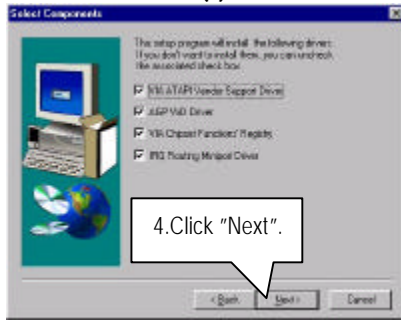 Select Components
The setup program will install the following drivers.
If you don't want to install them, you can uncheck
the associated check box.
VIA ATAPI Vendor Support Driver
AGP VxD Driver
VIA Chipset Functions' Registry
IRQ Routing Miniport Driver
4.Click "Next".
< Back
Next >
Cancel